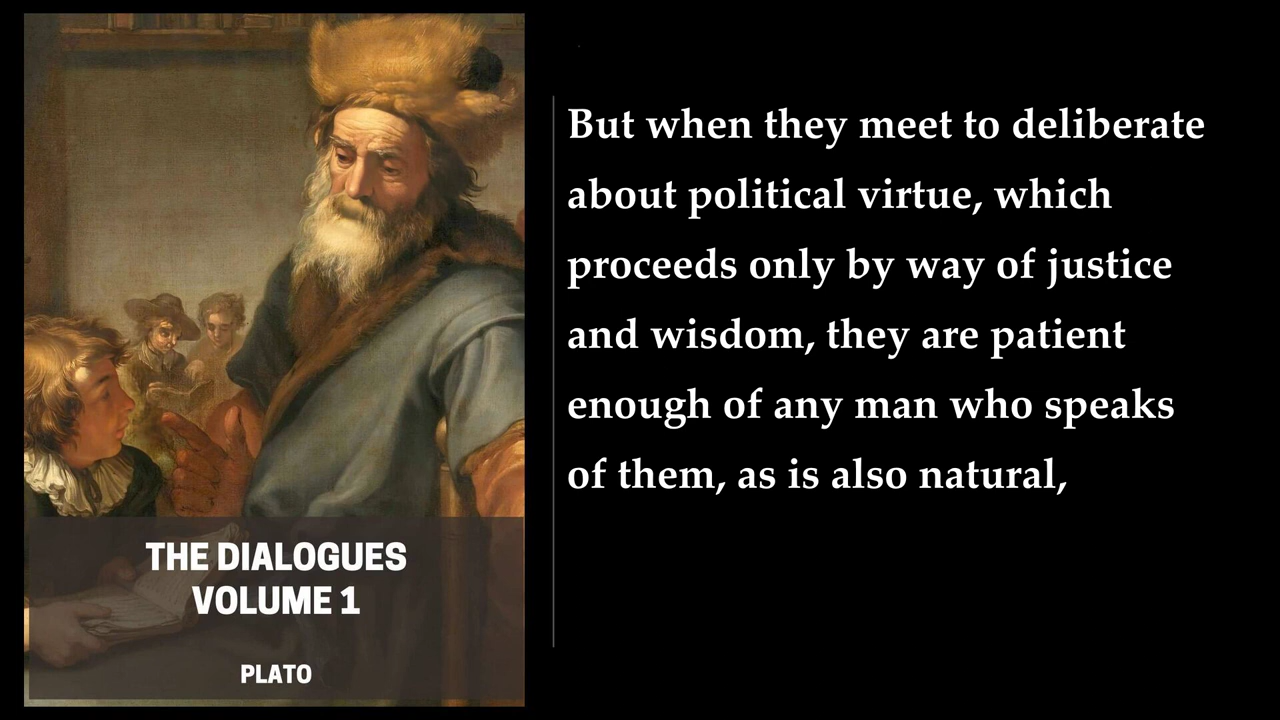 But when they meet to deliberate
about political virtue, which
proceeds only by way of justice
and wisdom, they are patient
enough of any man who speaks
of them, as is also natural,
THE DIALOGUES
VOLUME 1
PLATO